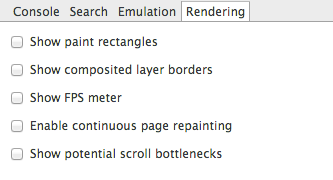 Console Search Emulation Rendering
Show paint rectangles
Show composited layer borders
Show FPS meter
Enable continuous page repainting
Show potential scroll bottlenecks